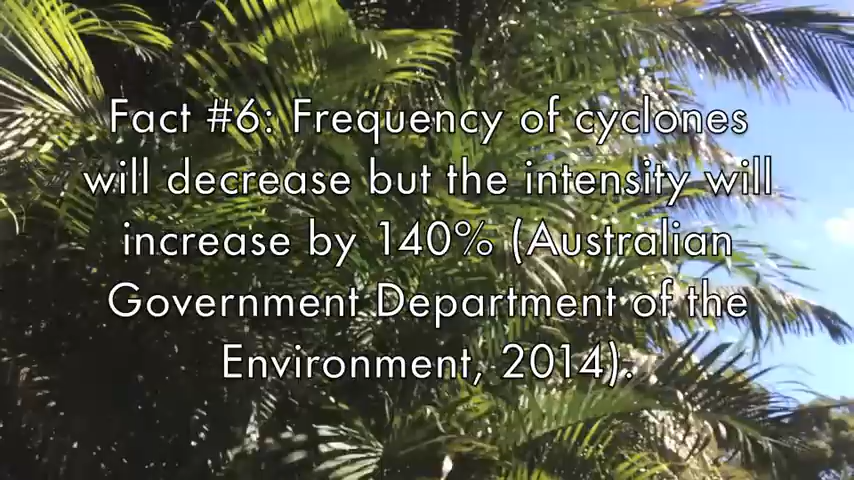 Fact #6: Frequency of cyclones
will decrease but the intensity will
increase by 140% (Australian
Government Department of the
Environment, 2014).